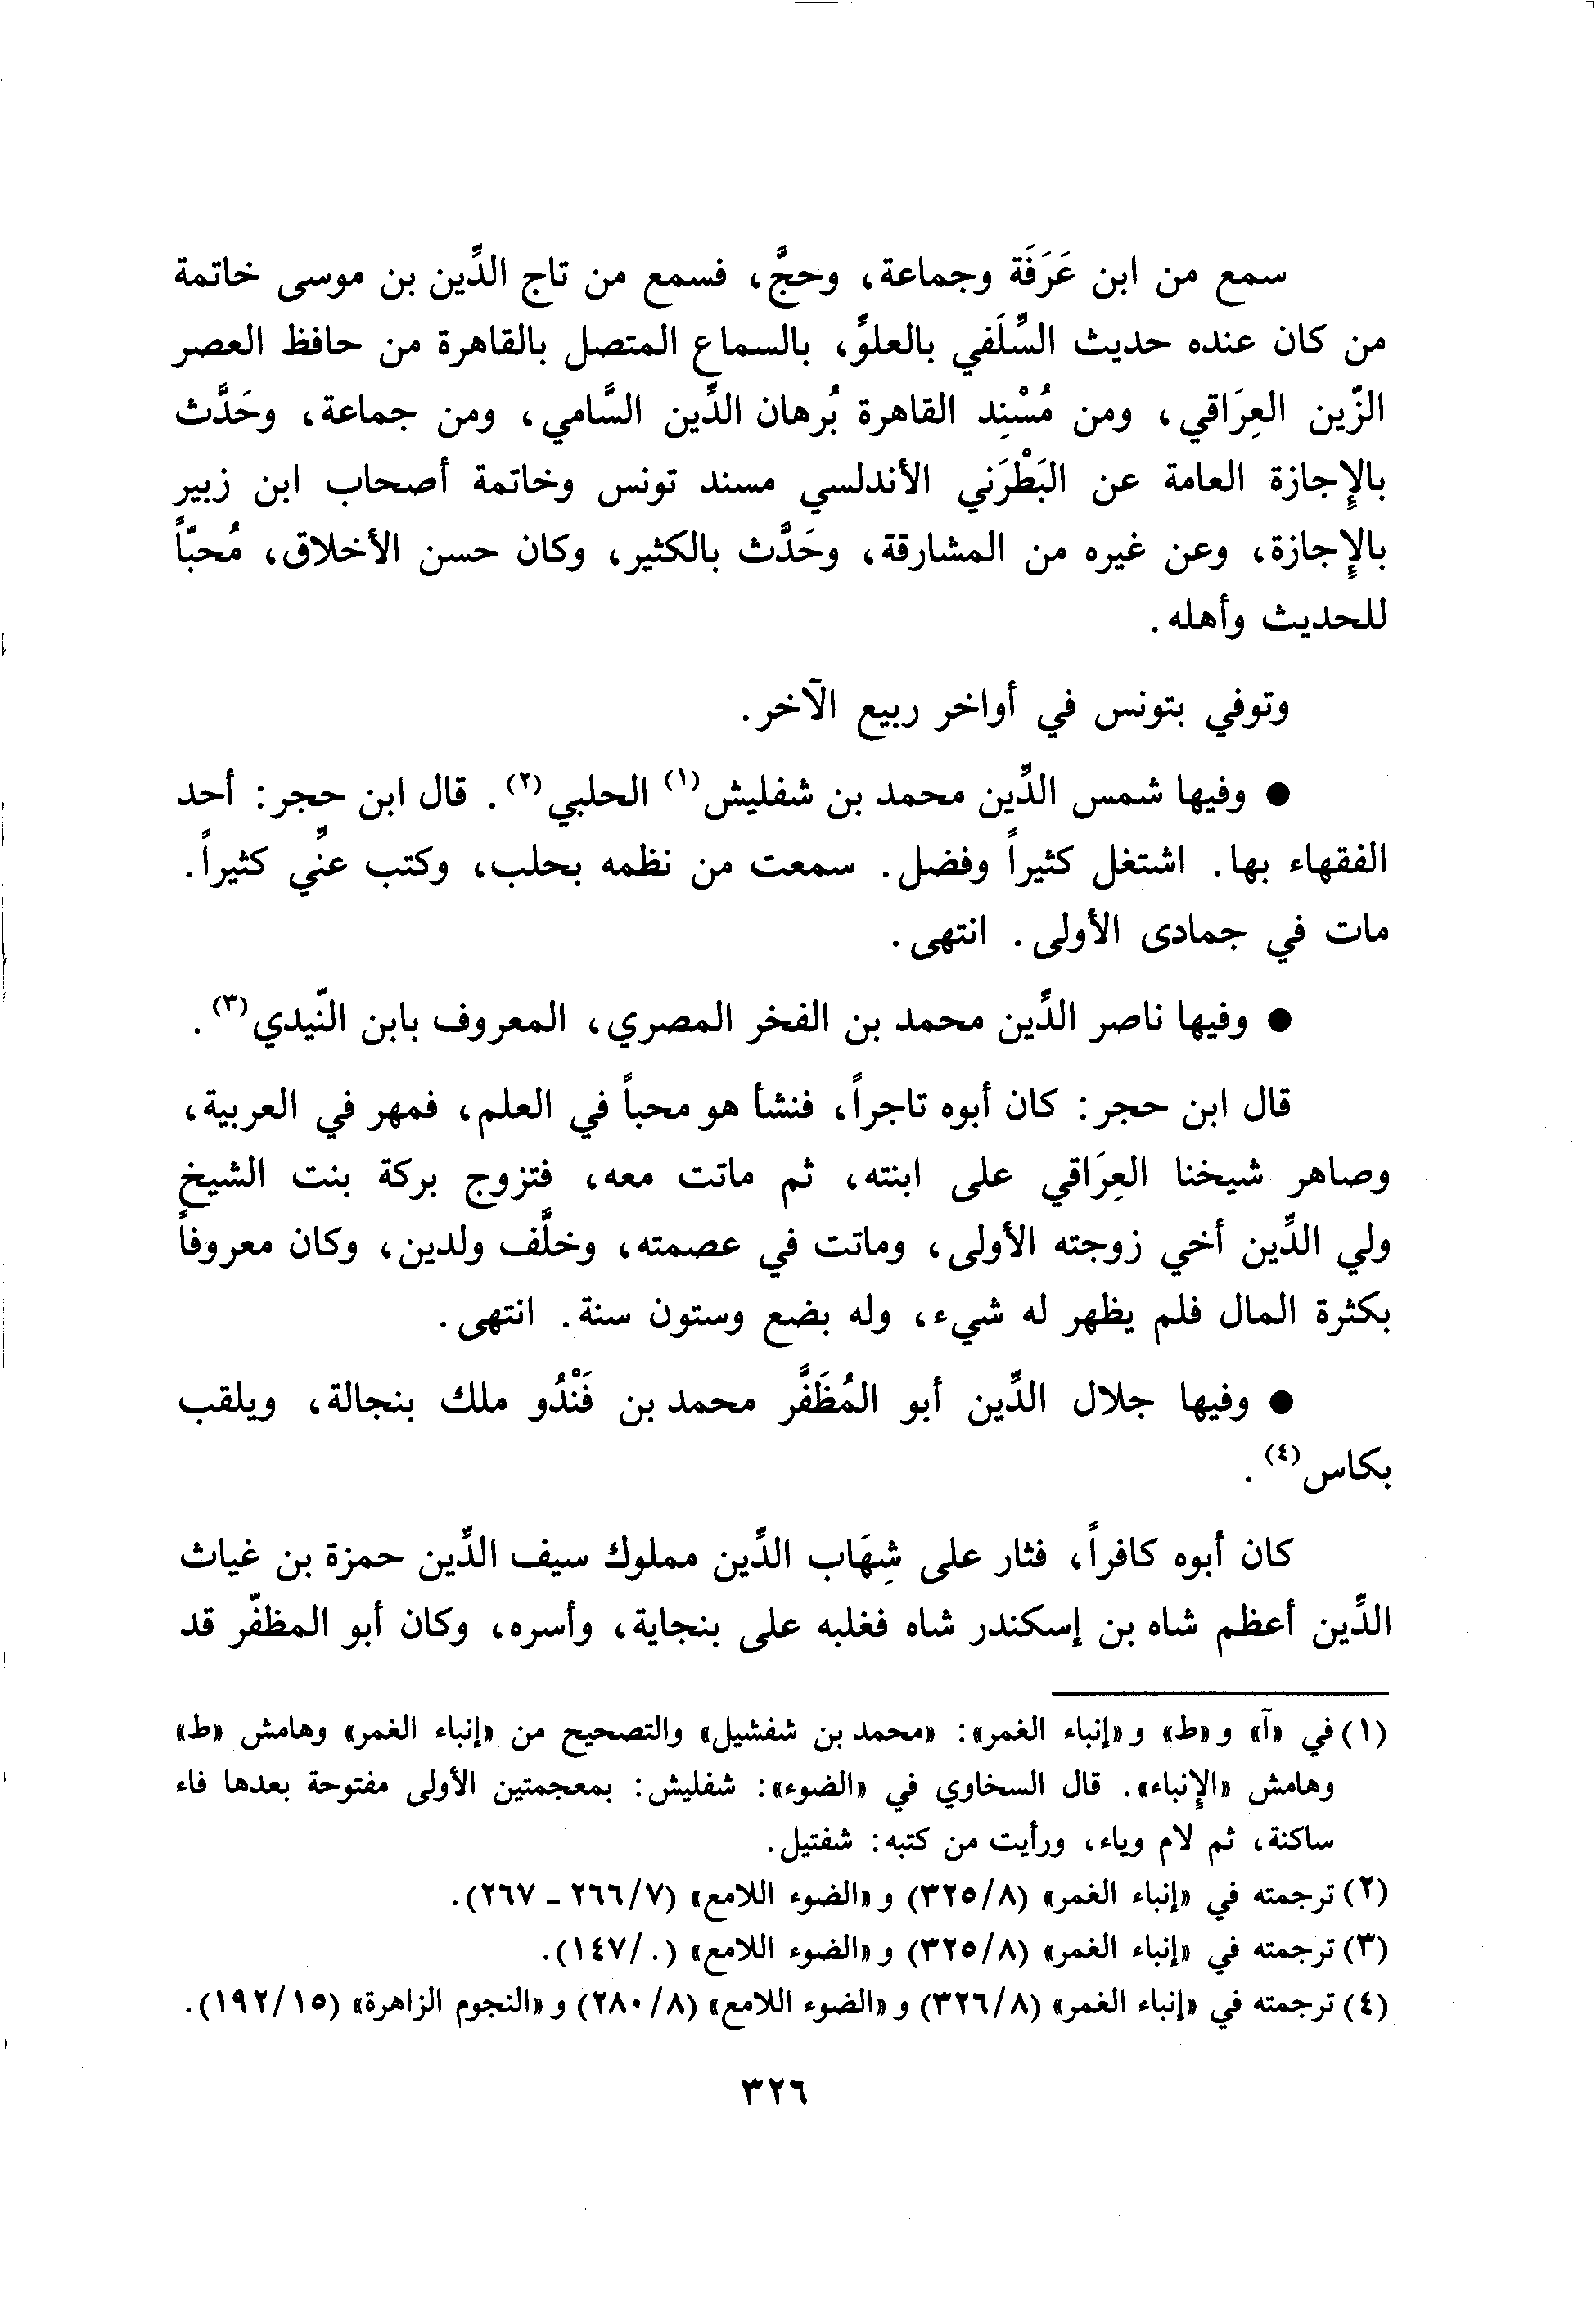 سمع من ابن عَرَفَة وجماعة، وحجَّ، فسمع من تاج الدِّين بن موسى خاتمة
من كان عنده حديث السِّلَفي بالعلوِّ، بالسماع المتصل بالقاهرة من حافظ العصر
الزّين العِرَاقي، ومن مُسْنِد القاهرة بُرهان الدِّين الشَّامي، ومن جماعة، وحَدَّث
بالإِجازة العامة عن البَطْرَني الأندلسي مسند تونس وخاتمة أصحاب ابن زبير
بالإِجازة، وعن غيره من المشارقة، وحَدَّث بالكثير، وكان حسن الأخلاق، مُحبّاً
للحديث وأهله.
وتوفي بتونس في أواخر ربيع الآخر.
● وفيها شمس الدِّين محمد بن شفليش(١) الحلبي(٢). قال ابن حجر: أحد
الفقهاء بها. اشتغل كثيراً وفضل. سمعت من نظمه بحلب، وكتب عنِّي كثيراً.
مات في جمادى الأولى. انتهى.
● وفيها ناصر الدِّين محمد بن الفخر المصري، المعروف بابن النّيدي(٣).
قال ابن حجر: كان أبوه تاجراً، فنشأ هو محباً في العلم، فمهر في العربية،
وصاهر شيخنا العِرَاقي على ابنته، ثم ماتت معه، فتزوج بركة بنت الشيخ
ولي الدِّين أخي زوجته الأولى، وماتت في عصمته، وخلَّف ولدين، وكان معروفاً
بكثرة المال فلم يظهر له شيء، وله بضع وستون سنة. انتهى.
● وفيها جلال الدِّين أبو المُظَفَّر محمد بن فَنْدُو ملك بنجالة، ويلقب
بكاس(٤).
كان أبوه كافراً، فثار على شِهَاب الدِّين مملوك سيف الدِّين حمزة بن غياث
الدِّين أعظم شاه بن إسكندر شاه فغلبه على بنجاية، وأسره، وكان أبو المظفّر قد
(١) في «آ» و «ط» و «إنباء الغمر»: «محمد بن شفشيل» والتصحيح من «إنباء الغمر» وهامش «ط»
وهامش «الإِنباء». قال السخاوي في «الضوء»: شفليش: بمعجمتين الأولى مفتوحة بعدها فاء
ساكنة، ثم لام وياء، ورأيت من كتبه: شفتيل.
(٢) ترجمته في «إنباء الغمر» (٣٢٥/٨) و «الضوء اللامع» (٢٦٦/٧ - ٢٦٧).
(٣) ترجمته في «إنباء الغمر» (٣٢٥/٨) و «الضوء اللامع» (./١٤٧).
(٤) ترجمته في «إنباء الغمر» (٣٢٦/٨) و «الضوء اللامع» (٢٨٠/٨) و «النجوم الزاهرة» (١٩٢/١٥).
٣٢٦